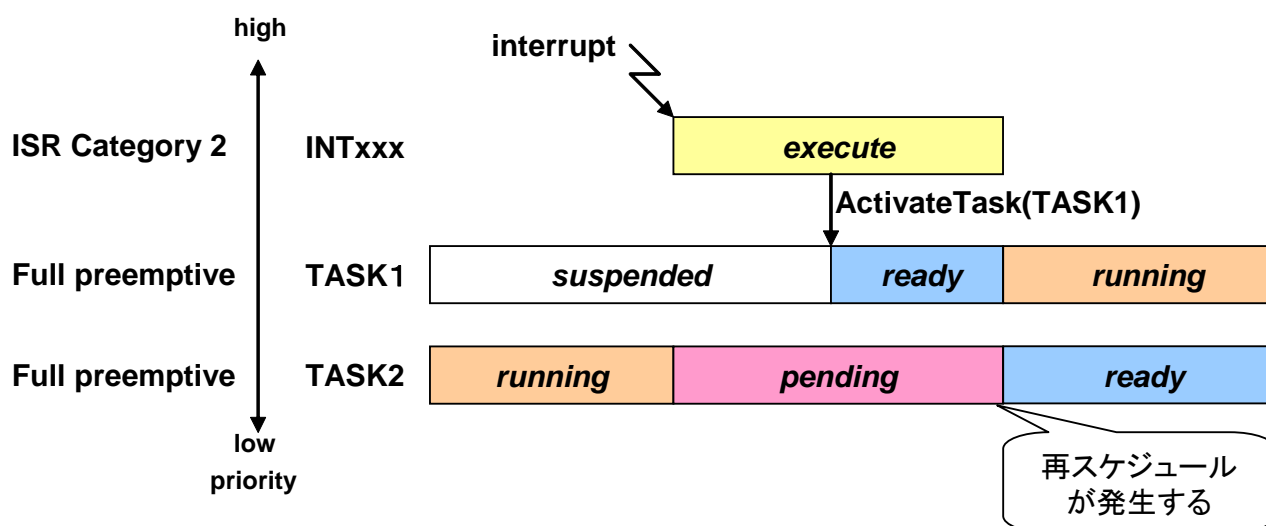 high
interrupt
ISR Category 2
INTxxx
execute
ActivateTask(TASK1)
Full preemptive
TASK1
suspended
ready
running
Full preemptive
TASK2
running
pending
ready
low
priority
再スケジュール
が発生する